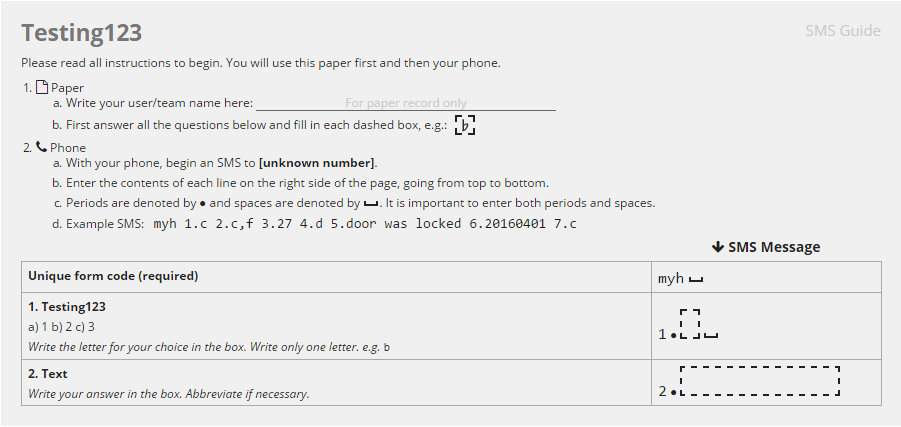 Testing123
SMS Guide
Please read all instructions to begin. You will use this paper first and then your phone.
1. Paper
a. Write your user/team name here: For paper record only
b. First answer all the questions below and fill in each dashed box, e.g.: b
2. Phone
a. With your phone, begin an SMS to [unknown number].
b. Enter the contents of each line on the right side of the page, going from top to bottom.
c. Periods are denoted by ● and spaces are denoted by ⌴. It is important to enter both periods and spaces.
d. Example SMS: myh 1.c 2.c,f 3.27 4.d 5.door was locked 6.20160401 7.c
↓ SMS Message
Unique form code (required) myh ⌴
1. Testing123
a) 1 b) 2 c) 3
Write the letter for your choice in the box. Write only one letter. e.g. b
1 ● ⌴
2. Text
Write your answer in the box. Abbreviate if necessary.
2 ●